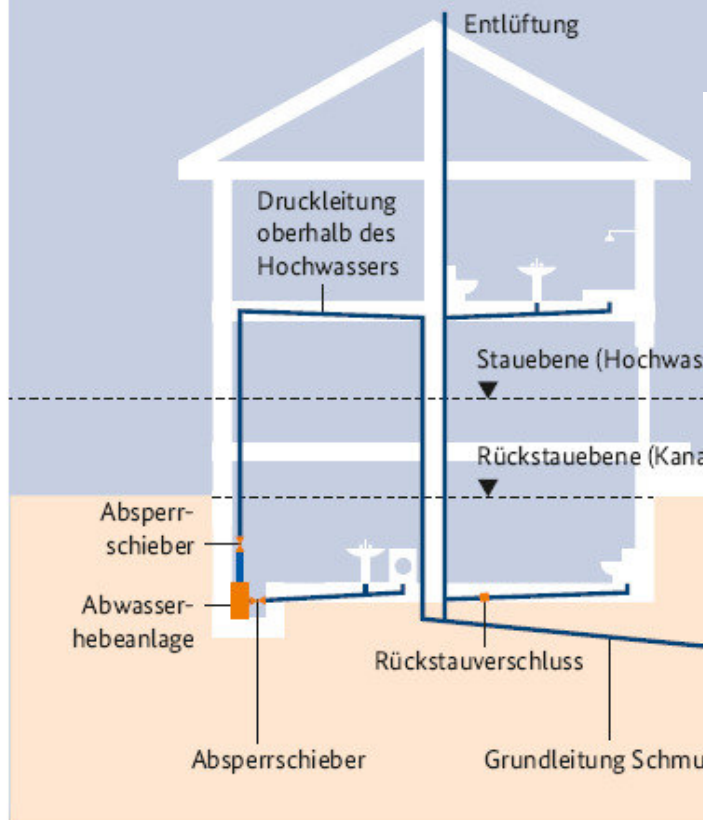 Entlüftung
Druckleitung
oberhalb des
Hochwassers
Stauebene (Hochwas
Rückstauebene (Kana
Absperr-
schieber
Abwasser-
hebeanlage
Rückstauverschluss
Absperrschieber
Grundleitung Schmu